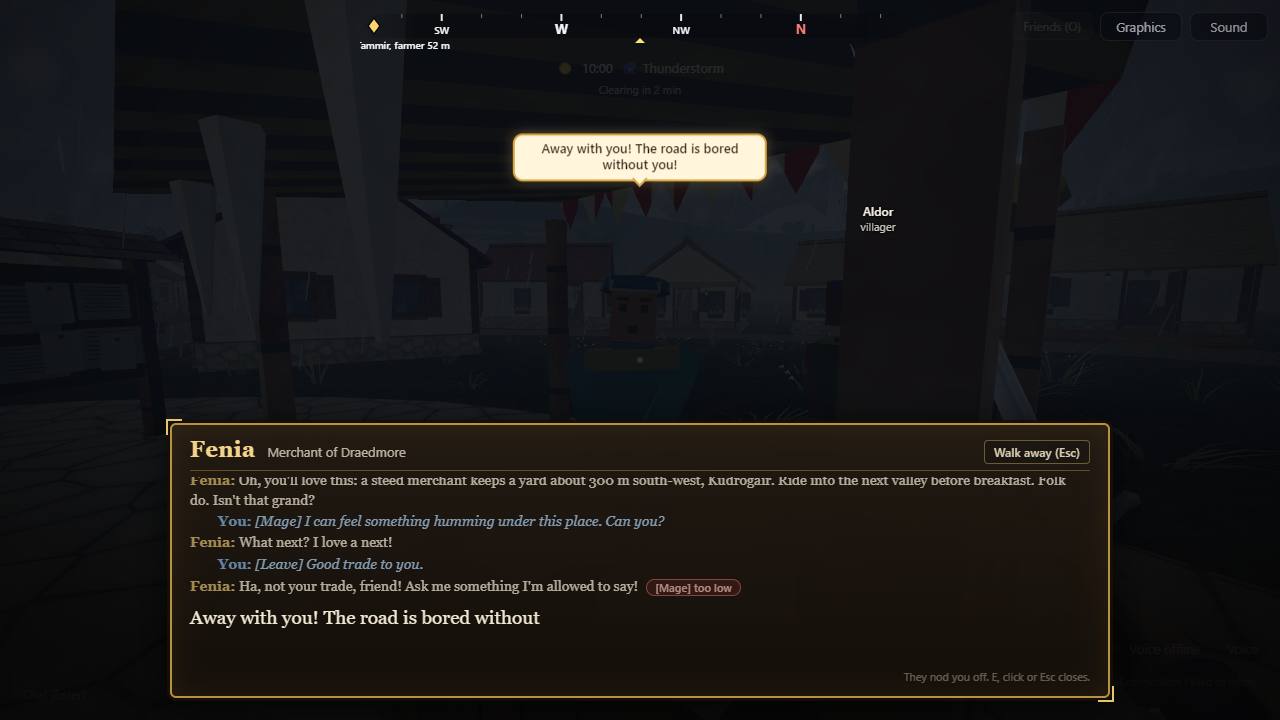 SW
W
NW
N
Friends (O)
Graphics
Sound
ammir, farmer 52 m
10:00 Thunderstorm
Clearing in 2 min
Away with you! The road is bored
without you!
Aldor
villager
Fenia Merchant of Draedmore
Walk away (Esc)
Fenia: Oh, you'll love this: a steed merchant keeps a yard about 300 m south-west, Kudrogair. Ride into the next valley before breakfast. Folk
do. Isn't that grand?
You: [Mage] I can feel something humming under this place. Can you?
Fenia: What next? I love a next!
You: [Leave] Good trade to you.
Fenia: Ha, not your trade, friend! Ask me something I'm allowed to say! [Mage] too low
Away with you! The road is bored without
They nod you off. E, click or Esc closes.
Voice offline Voice